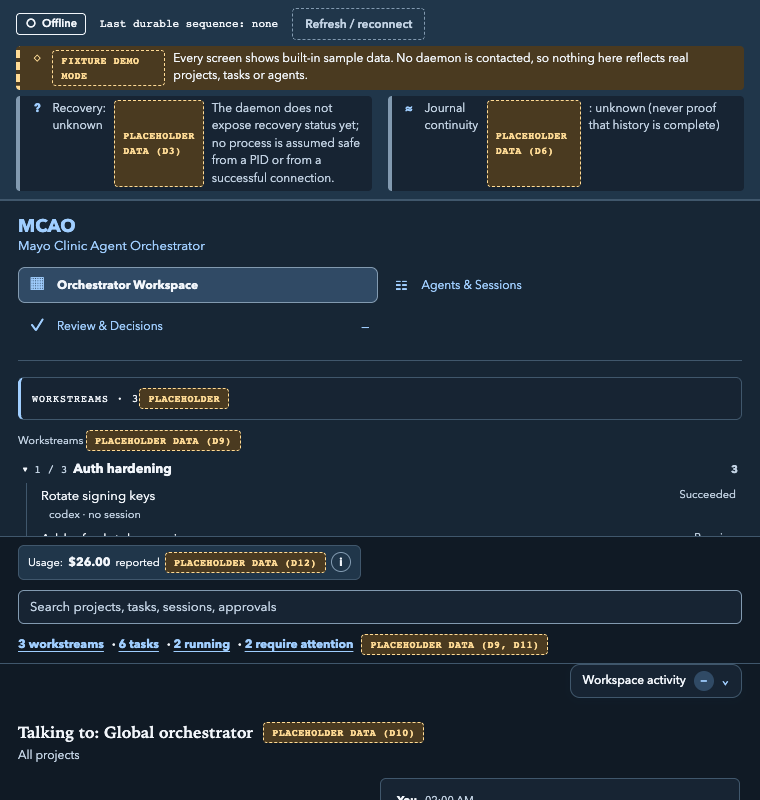 Offline Last durable sequence: none Refresh / reconnect
FIXTURE DEMO
MODE
Every screen shows built-in sample data. No daemon is contacted, so nothing here reflects real
projects, tasks or agents.
? Recovery:
unknown
PLACEHOLDER
DATA (D3)
The daemon does not
expose recovery status yet;
no process is assumed safe
from a PID or from a
successful connection.
≈ Journal
continuity
PLACEHOLDER
DATA (D6)
: unknown (never proof
that history is complete)
MCAO
Mayo Clinic Agent Orchestrator
Orchestrator Workspace
Agents & Sessions
Review & Decisions —
WORKSTREAMS · 3 PLACEHOLDER
Workstreams PLACEHOLDER DATA (D9)
▾ 1 / 3 Auth hardening 3
Rotate signing keys Succeeded
codex · no session
Usage: $26.00 reported PLACEHOLDER DATA (D12) i
Search projects, tasks, sessions, approvals
3 workstreams · 6 tasks · 2 running · 2 require attention PLACEHOLDER DATA (D9, D11)
Workspace activity –
Talking to: Global orchestrator PLACEHOLDER DATA (D10)
All projects
You 02:00 AM